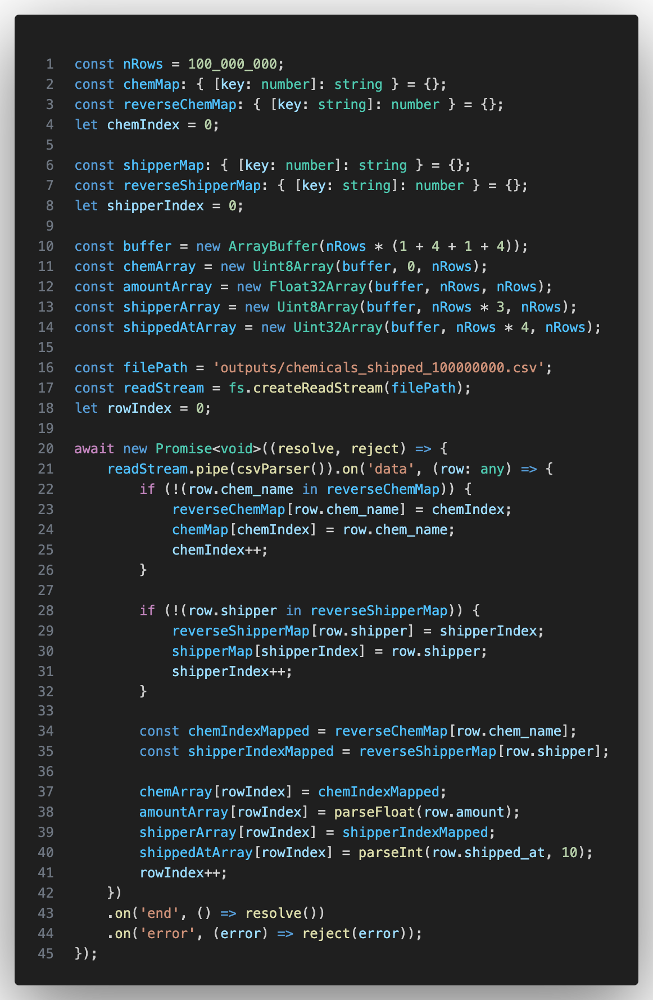 1 const nRows = 100_000_000;
2 const chemMap: { [key: number]: string } = {};
3 const reverseChemMap: { [key: string]: number } = {};
4 let chemIndex = 0;
5
6 const shipperMap: { [key: number]: string } = {};
7 const reverseShipperMap: { [key: string]: number } = {};
8 let shipperIndex = 0;
9
10 const buffer = new ArrayBuffer(nRows * (1 + 4 + 1 + 4));
11 const chemArray = new Uint8Array(buffer, 0, nRows);
12 const amountArray = new Float32Array(buffer, nRows, nRows);
13 const shipperArray = new Uint8Array(buffer, nRows * 3, nRows);
14 const shippedAtArray = new Uint32Array(buffer, nRows * 4, nRows);
15
16 const filePath = 'outputs/chemicals_shipped_100000000.csv';
17 const readStream = fs.createReadStream(filePath);
18 let rowIndex = 0;
19
20 await new Promise<void>((resolve, reject) => {
21     readStream.pipe(csvParser()).on('data', (row: any) => {
22         if (!(row.chem_name in reverseChemMap)) {
23             reverseChemMap[row.chem_name] = chemIndex;
24             chemMap[chemIndex] = row.chem_name;
25             chemIndex++;
26         }
27
28         if (!(row.shipper in reverseShipperMap)) {
29             reverseShipperMap[row.shipper] = shipperIndex;
30             shipperMap[shipperIndex] = row.shipper;
31             shipperIndex++;
32         }
33
34         const chemIndexMapped = reverseChemMap[row.chem_name];
35         const shipperIndexMapped = reverseShipperMap[row.shipper];
36
37         chemArray[rowIndex] = chemIndexMapped;
38         amountArray[rowIndex] = parseFloat(row.amount);
39         shipperArray[rowIndex] = shipperIndexMapped;
40         shippedAtArray[rowIndex] = parseInt(row.shipped_at, 10);
41         rowIndex++;
42     })
43     .on('end', () => resolve())
44     .on('error', (error) => reject(error));
45 });